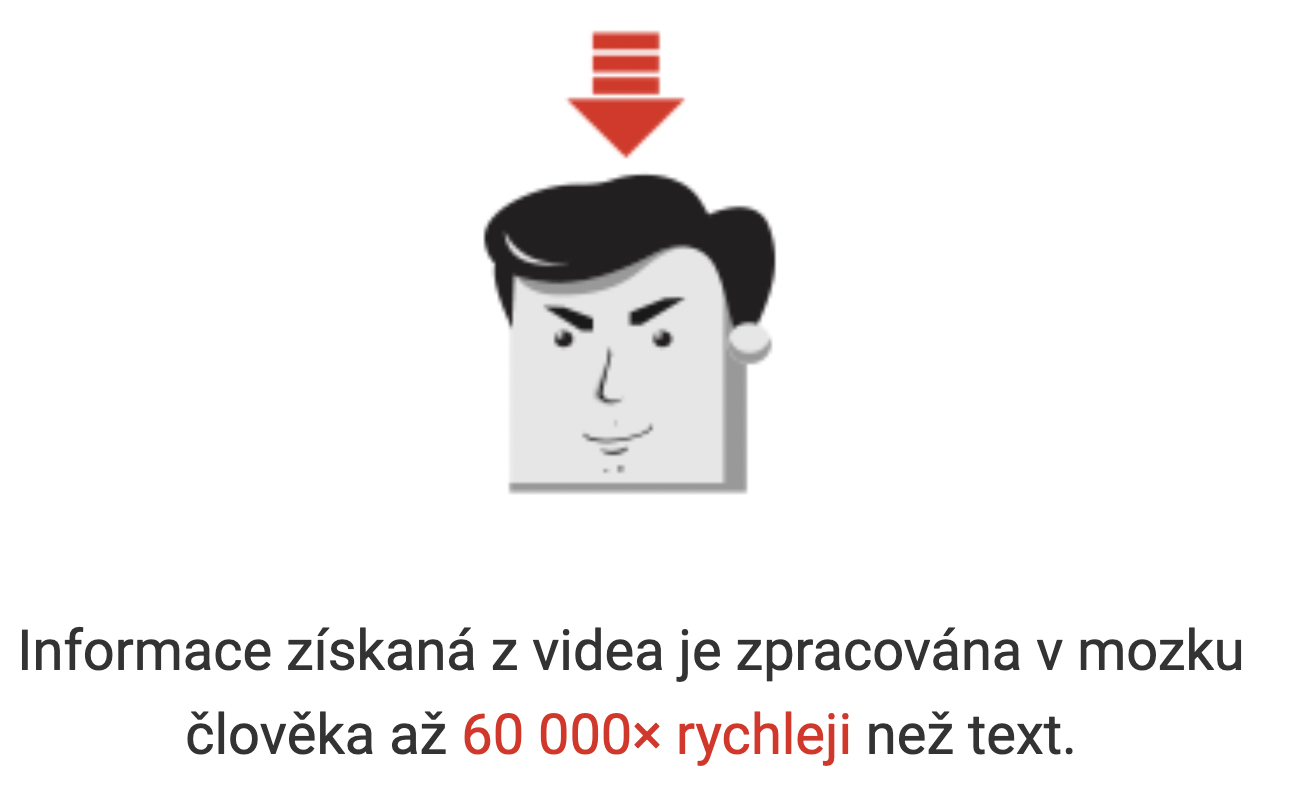 Informace získaná z videa je zpracována v mozku
člověka až 60 000× rychleji než text.